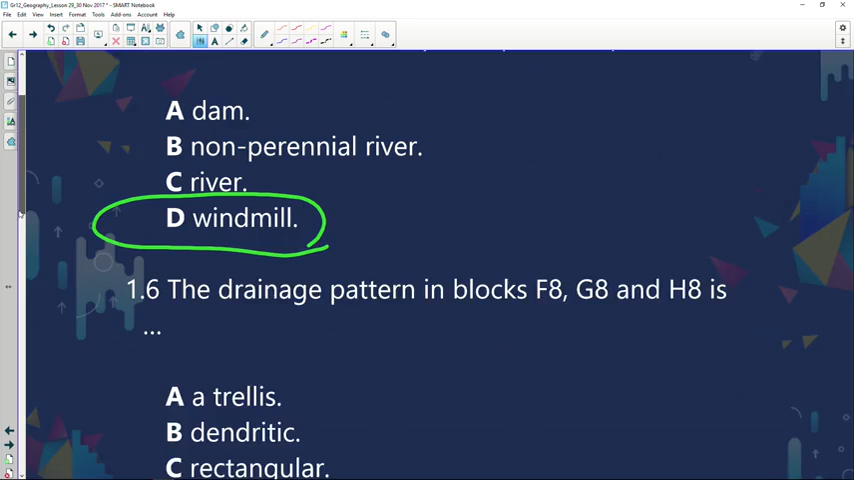 Gr12_Geography_Lesson 29_30 Nov 2017 * - SMART Notebook
File Edit View Insert Format Tools Add-ons Account Help
A dam.
B non-perennial river.
C river.
D windmill.
1.6 The drainage pattern in blocks F8, G8 and H8 is
...
A a trellis.
B dendritic.
C rectangular.